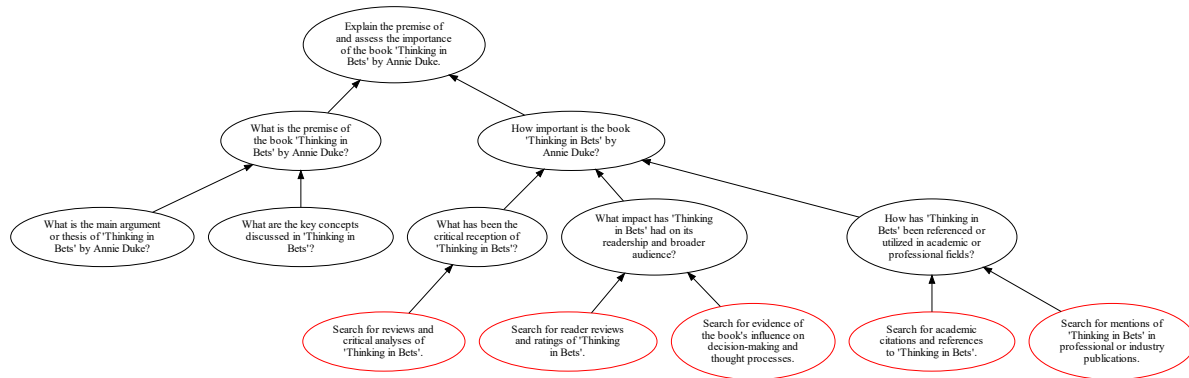 Explain the premise of
and assess the importance
of the book 'Thinking in
Bets' by Annie Duke.
What is the premise of
the book 'Thinking in
Bets' by Annie Duke?
How important is the book
'Thinking in Bets' by
Annie Duke?
What is the main argument
or thesis of 'Thinking in
Bets' by Annie Duke?
What are the key concepts
discussed in 'Thinking in
Bets'?
What has been the
critical reception of
'Thinking in Bets'?
What impact has 'Thinking
in Bets' had on its
readership and broader
audience?
How has 'Thinking in
Bets' been referenced or
utilized in academic or
professional fields?
Search for reviews and
critical analyses of
'Thinking in Bets'.
Search for reader reviews
and ratings of 'Thinking
in Bets'.
Search for evidence of
the book's influence on
decision-making and
thought processes.
Search for academic
citations and references
to 'Thinking in Bets'.
Search for mentions of
'Thinking in Bets' in
professional or industry
publications.